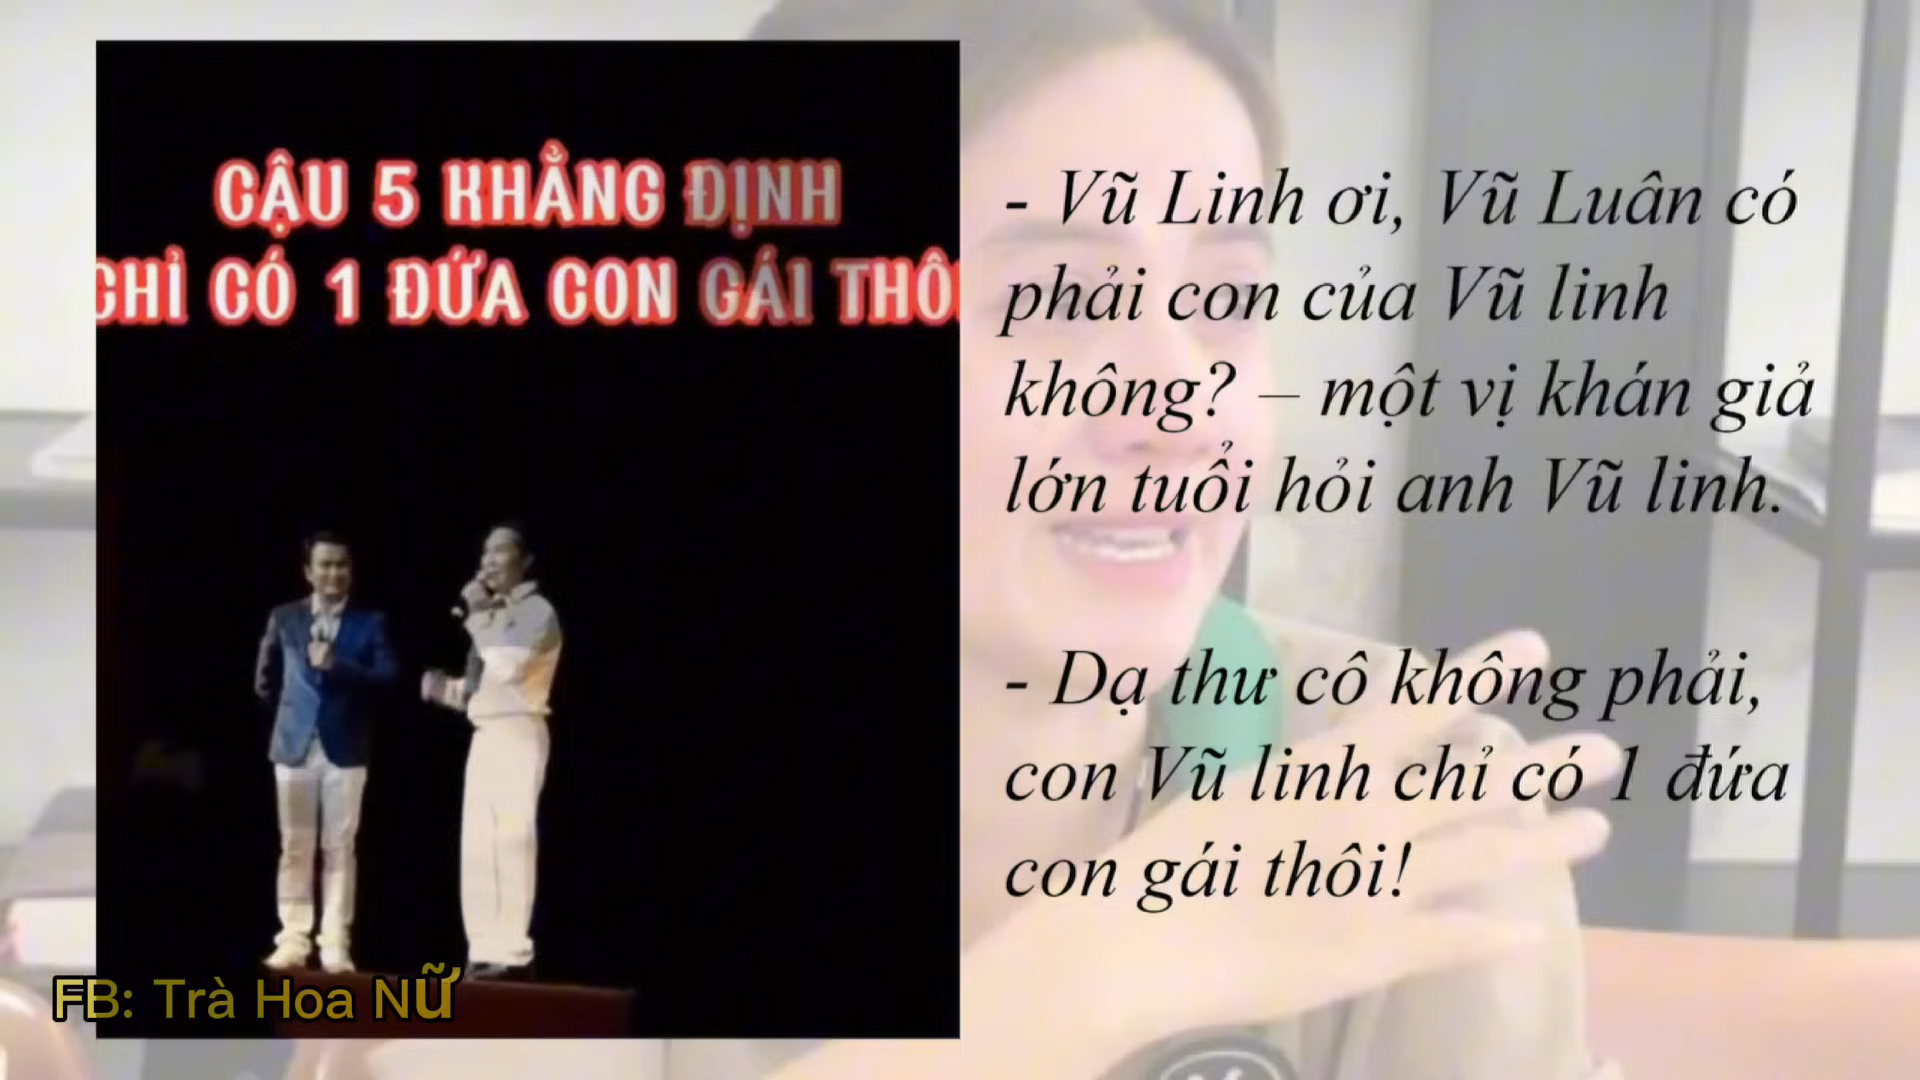 CẬU 5 KHẲNG ĐỊNH
CHỈ CÓ 1 ĐỨA CON GÁI THÔI
- Vũ Linh ơi, Vũ Luân có
phải con của Vũ linh
không? – một vị khán giả
lớn tuổi hỏi anh Vũ linh.
- Dạ thư cô không phải,
con Vũ linh chỉ có 1 đứa
con gái thôi!
FB: Trà Hoa Nữ